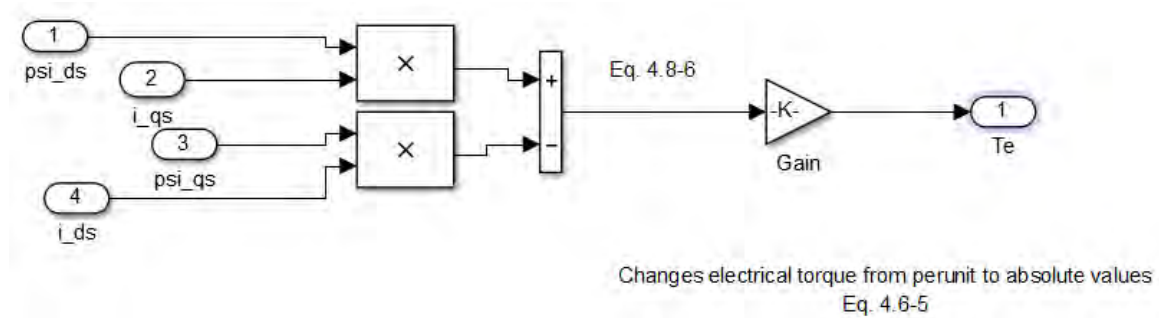 1
psi_ds
2
i_qs
3
psi_qs
4
i_ds
×
×
+
−
Eq. 4.8-6
-K-
Gain
1
Te
Changes electrical torque from perunit to absolute values
Eq. 4.6-5